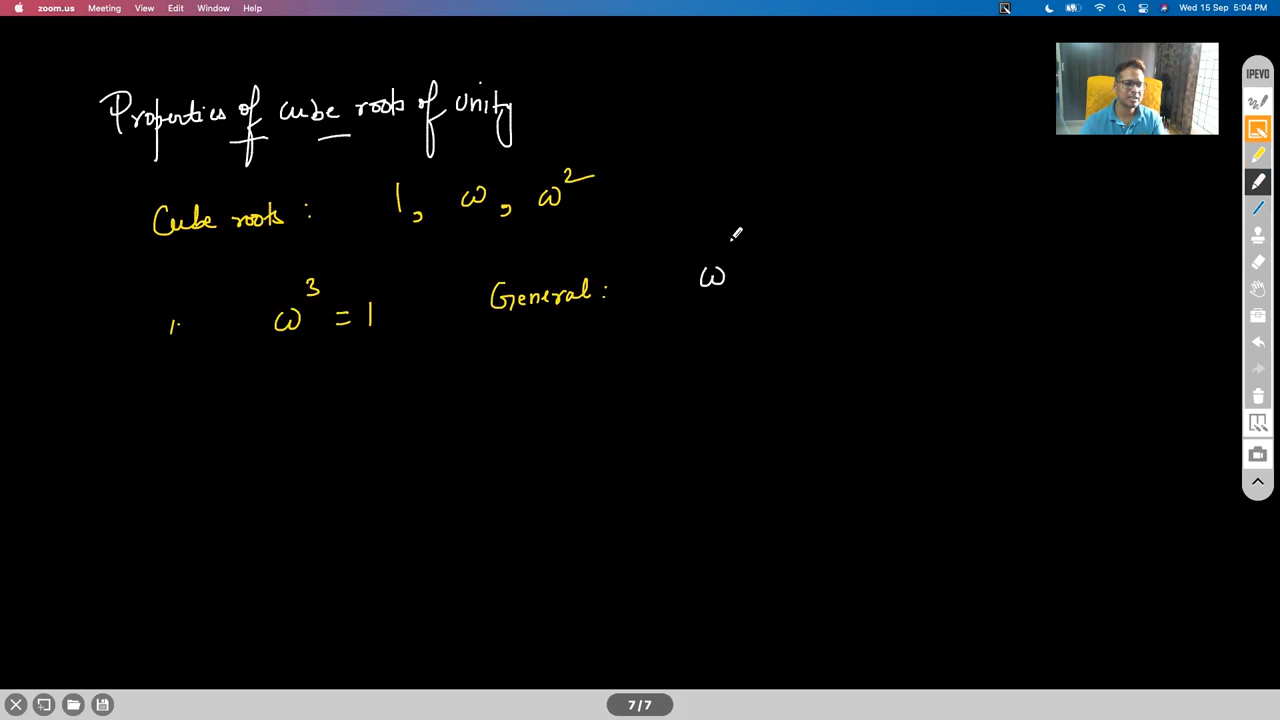 zoom.us Meeting View Edit Window Help Wed 15 Sep 5:04 PM
IPEVO
Properties of cube roots of unity
Cube roots : 1, ω, ω²
1. ω³ = 1 General : ω
7/7